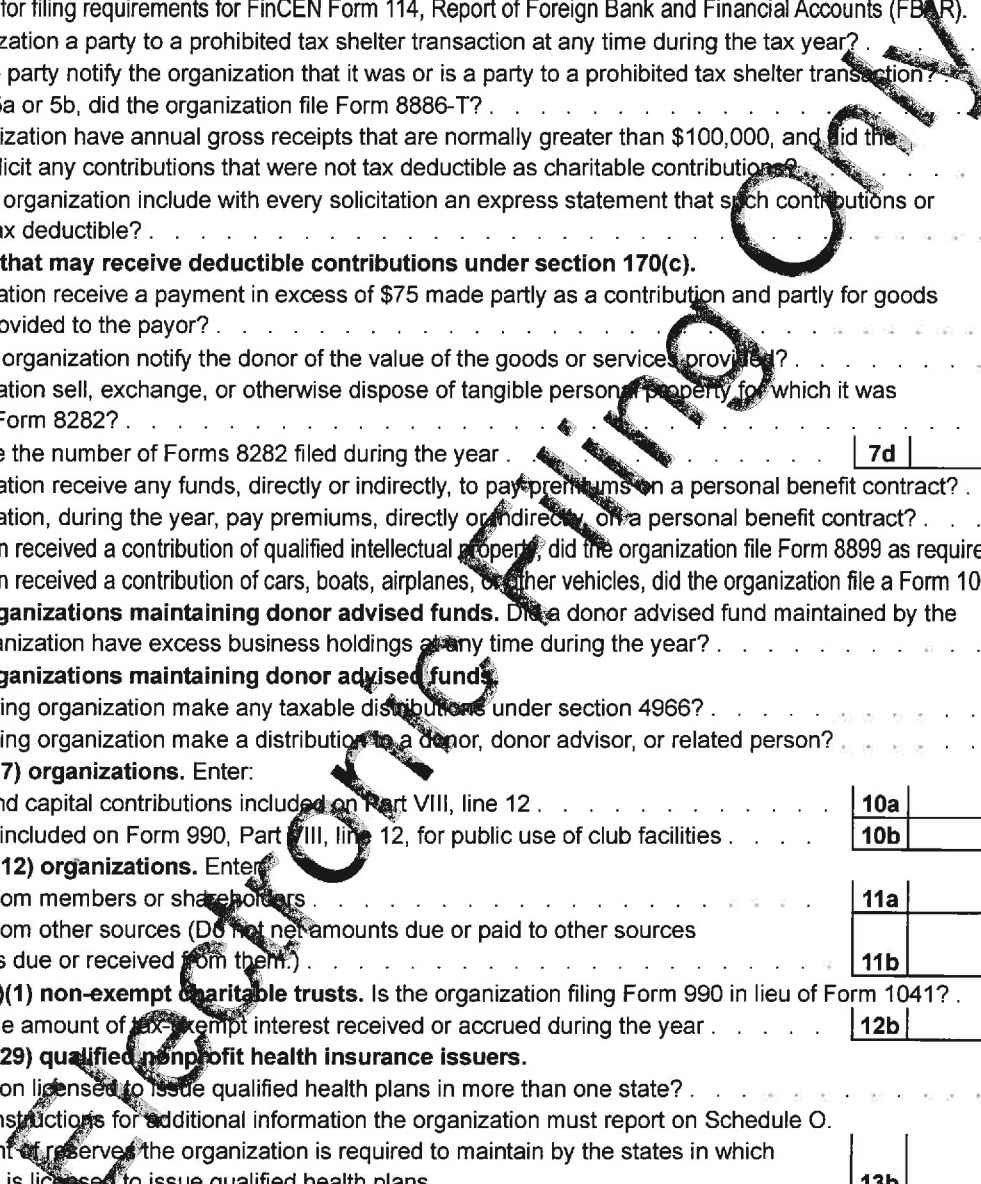 for filing requirements for FinCEN Form 114, Report of Foreign Bank and Financial Accounts (FBAR).
zation a party to a prohibited tax shelter transaction at any time during the tax year? .
party notify the organization that it was or is a party to a prohibited tax shelter transaction? .
5a or 5b, did the organization file Form 8886-T? . . . . . . . . . . . . . . . . . .
ization have annual gross receipts that are normally greater than $100,000, and did the
licit any contributions that were not tax deductible as charitable contributions? . . . . .
organization include with every solicitation an express statement that such contributions or
ax deductible? . . . . . . . . . . . . . . . . . . . . . . . . . . . . .
that may receive deductible contributions under section 170(c).
ation receive a payment in excess of $75 made partly as a contribution and partly for goods
ovided to the payor? . . . . . . . . . . . . . . . . . . . . . . . . .
organization notify the donor of the value of the goods or services provided? . . . . . . .
ation sell, exchange, or otherwise dispose of tangible personal property for which it was
Form 8282? . . . . . . . . . . . . . . . . . . . . . . . . . . . . .
e the number of Forms 8282 filed during the year . . . . . . . . . . . 7d
ation receive any funds, directly or indirectly, to pay premiums on a personal benefit contract? .
ation, during the year, pay premiums, directly or indirectly, on a personal benefit contract? . . .
n received a contribution of qualified intellectual property, did the organization file Form 8899 as require
n received a contribution of cars, boats, airplanes, or other vehicles, did the organization file a Form 10
ganizations maintaining donor advised funds. Did a donor advised fund maintained by the
anization have excess business holdings at any time during the year? . . . . . . . . . .
ganizations maintaining donor advised funds.
ing organization make any taxable distributions under section 4966? . . . . . . . . . .
ing organization make a distribution to a donor, donor advisor, or related person? . . . . . .
7) organizations. Enter:
nd capital contributions included on Part VIII, line 12 . . . . . . . . . . 10a
included on Form 990, Part VIII, line 12, for public use of club facilities . . . . 10b
12) organizations. Enter
om members or shareholders . . . . . . . . . . . . . . . . . . 11a
om other sources (Do not net amounts due or paid to other sources
s due or received from them.) . . . . . . . . . . . . . . . . . . 11b
)(1) non-exempt charitable trusts. Is the organization filing Form 990 in lieu of Form 1041? .
e amount of tax-exempt interest received or accrued during the year . . . . . 12b
29) qualified nonprofit health insurance issuers.
on licensed to issue qualified health plans in more than one state? . . . . . . . . . .
nstructions for additional information the organization must report on Schedule O.
nt of reserves the organization is required to maintain by the states in which
is licensed to issue qualified health plans 13b
Electronic Filing Only